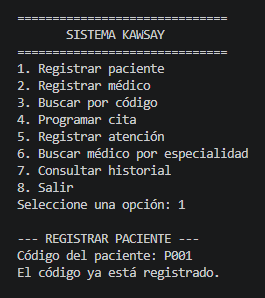 ==============================
SISTEMA KAWSAY
==============================
1. Registrar paciente
2. Registrar médico
3. Buscar por código
4. Programar cita
5. Registrar atención
6. Buscar médico por especialidad
7. Consultar historial
8. Salir
Seleccione una opción: 1

--- REGISTRAR PACIENTE ---
Código del paciente: P001
El código ya está registrado.